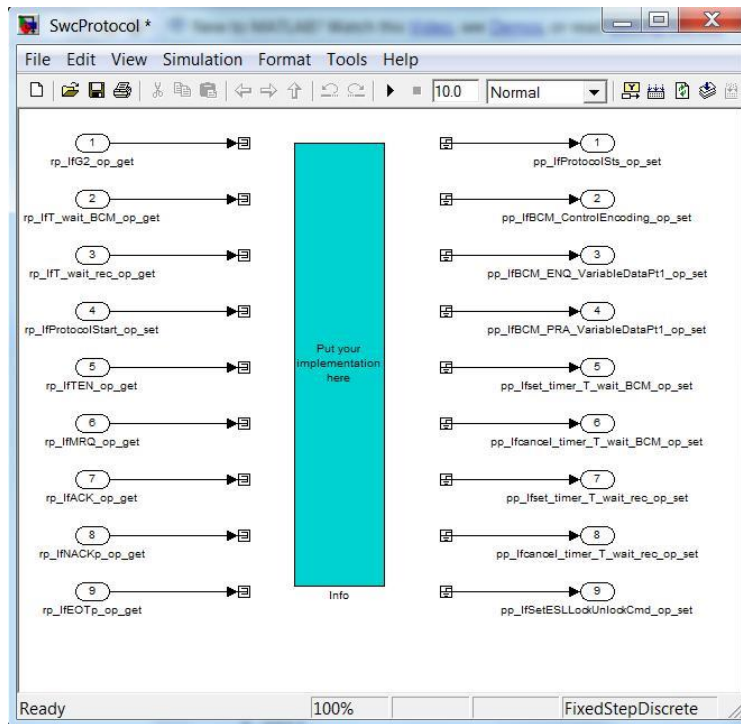 SwcProtocol *
File Edit View Simulation Format Tools Help
10.0 Normal
1
rp_IfG2_op_get
2
rp_IfT_wait_BCM_op_get
3
rp_IfT_wait_rec_op_get
4
rp_IfProtocolStart_op_set
5
rp_IfTEN_op_get
6
rp_IfMRQ_op_get
7
rp_IfACK_op_get
8
rp_IfNACKp_op_get
9
rp_IfEOTp_op_get
Put your
implementation
here
Info
1
pp_IfProtocolSts_op_set
2
pp_IfBCM_ControlEncoding_op_set
3
pp_IfBCM_ENQ_VariableDataPt1_op_set
4
pp_IfBCM_PRA_VariableDataPt1_op_set
5
pp_Ifset_timer_T_wait_BCM_op_set
6
pp_Ifcancel_timer_T_wait_BCM_op_set
7
pp_Ifset_timer_T_wait_rec_op_set
8
pp_Ifcancel_timer_T_wait_rec_op_set
9
pp_IfSetESLLockUnlockCmd_op_set
Ready 100% FixedStepDiscrete